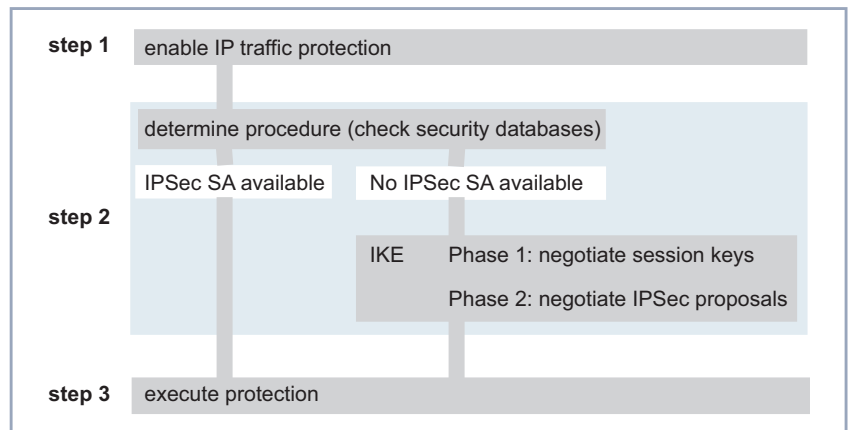 step 1
enable IP traffic protection
determine procedure (check security databases)
IPSec SA available
No IPSec SA available
step 2
IKE Phase 1: negotiate session keys
Phase 2: negotiate IPSec proposals
step 3
execute protection